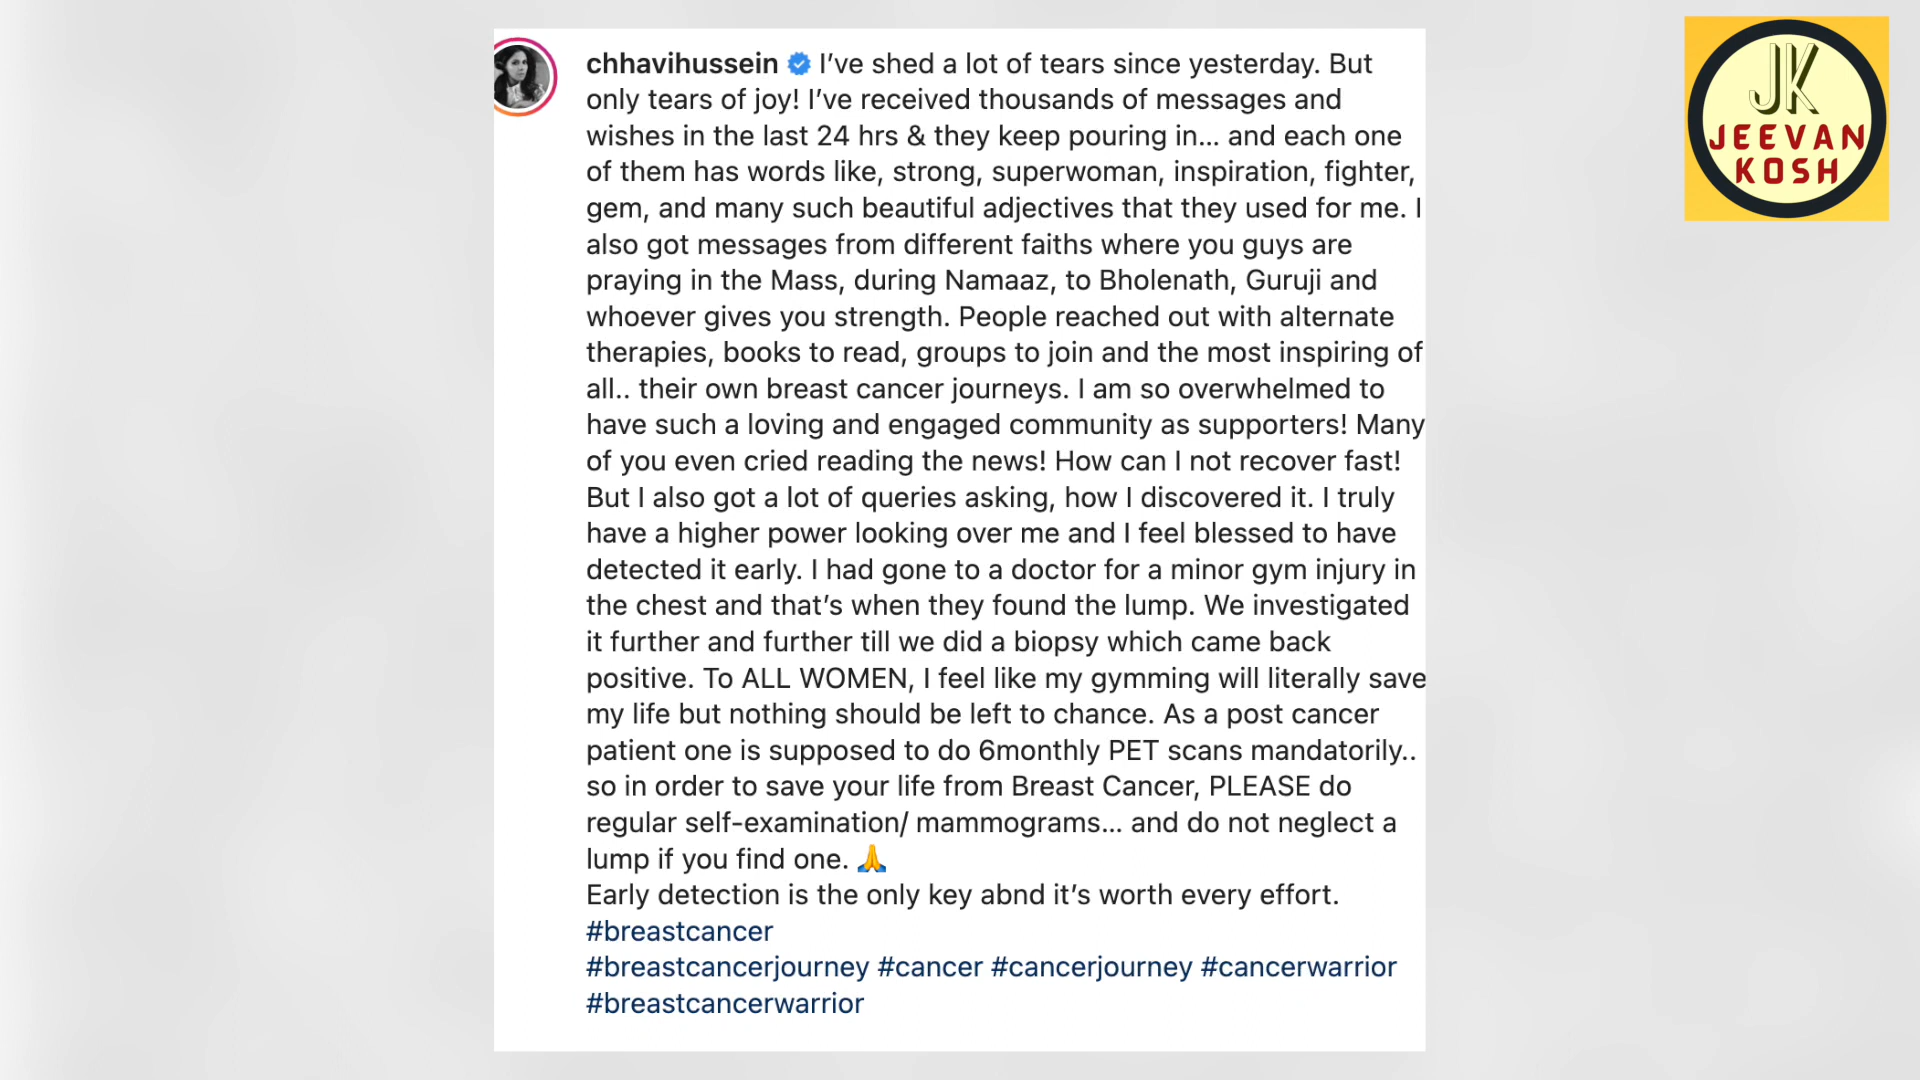 chhavihussein I’ve shed a lot of tears since yesterday. But
only tears of joy! I’ve received thousands of messages and
wishes in the last 24 hrs & they keep pouring in... and each one
of them has words like, strong, superwoman, inspiration, fighter,
gem, and many such beautiful adjectives that they used for me. I
also got messages from different faiths where you guys are
praying in the Mass, during Namaaz, to Bholenath, Guruji and
whoever gives you strength. People reached out with alternate
therapies, books to read, groups to join and the most inspiring of
all.. their own breast cancer journeys. I am so overwhelmed to
have such a loving and engaged community as supporters! Many
of you even cried reading the news! How can I not recover fast!
But I also got a lot of queries asking, how I discovered it. I truly
have a higher power looking over me and I feel blessed to have
detected it early. I had gone to a doctor for a minor gym injury in
the chest and that’s when they found the lump. We investigated
it further and further till we did a biopsy which came back
positive. To ALL WOMEN, I feel like my gymming will literally save
my life but nothing should be left to chance. As a post cancer
patient one is supposed to do 6monthly PET scans mandatorily..
so in order to save your life from Breast Cancer, PLEASE do
regular self-examination/ mammograms... and do not neglect a
lump if you find one. 🙏
Early detection is the only key abnd it’s worth every effort.
#breastcancer
#breastcancerjourney #cancer #cancerjourney #cancerwarrior
#breastcancerwarrior
JK
JEEVAN
KOSH